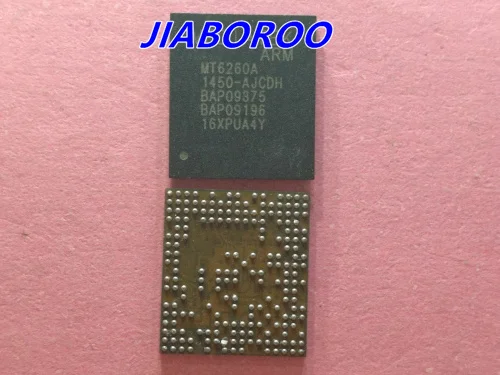 JIABOROO
ARM
MT6260A
1450-AJCDH
BAP09375
BAP09196
16XPUA4Y